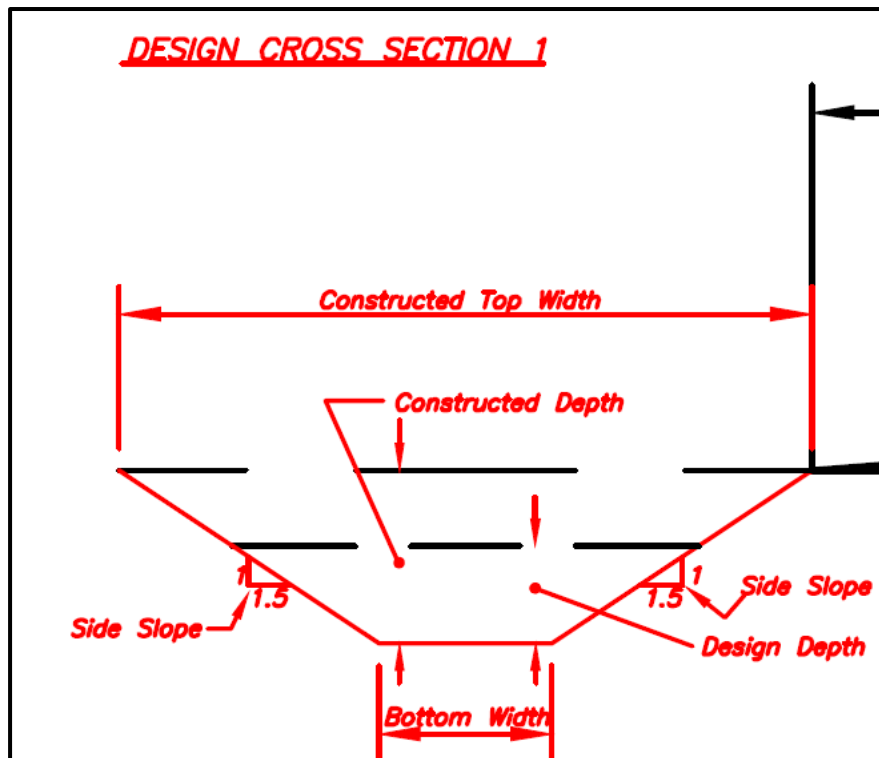 DESIGN CROSS SECTION 1
Constructed Top Width
Constructed Depth
1
1.5
1
1.5
Side Slope
Side Slope
Design Depth
Bottom Width